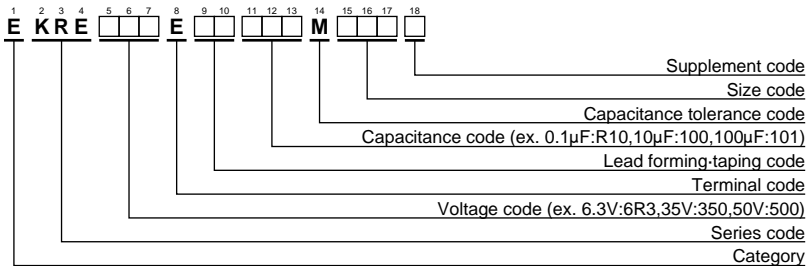 1 2 3 4 5 6 7 8 9 10 11 12 13 14 15 16 17 18
E K R E □ □ □ E □ □ □ □ □ M □ □ □ □
Supplement code
Size code
Capacitance tolerance code
Capacitance code (ex. 0.1µF:R10,10µF:100,100µF:101)
Lead forming·taping code
Terminal code
Voltage code (ex. 6.3V:6R3,35V:350,50V:500)
Series code
Category